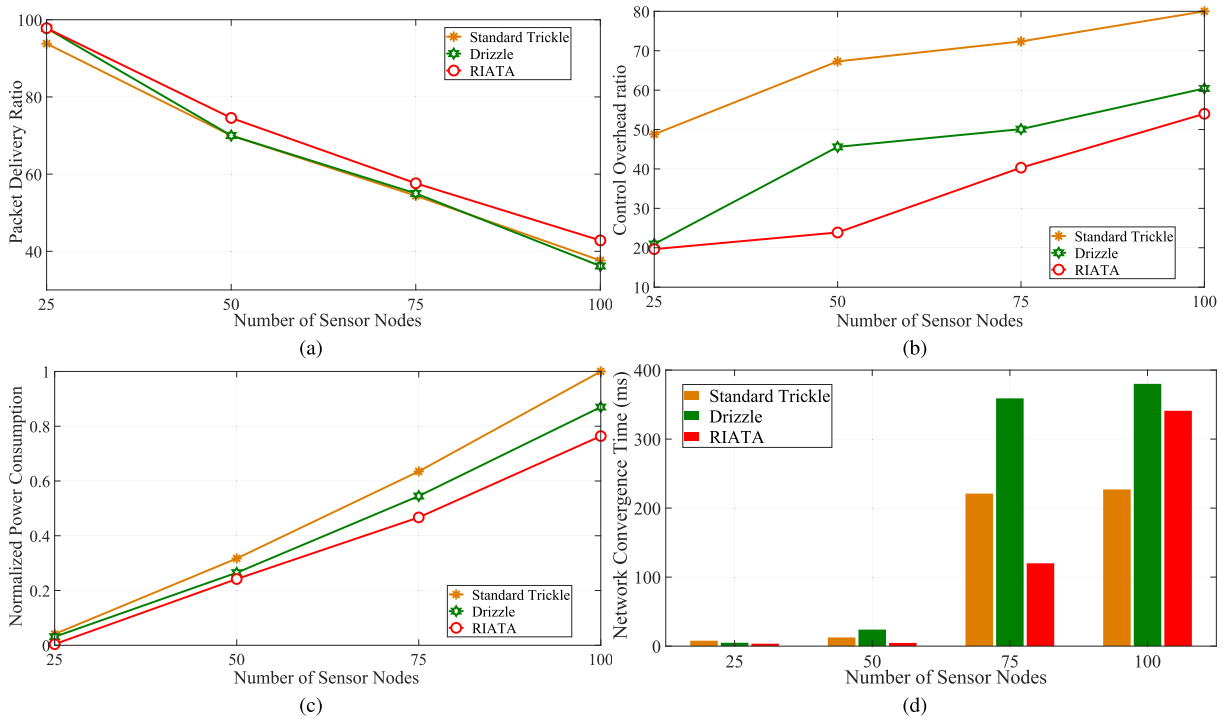 Packet Delivery Ratio
100
80
60
40
25
50
75
100
Number of Sensor Nodes
Standard Trickle
Drizzle
RIATA
(a)
Control Overhead ratio
80
70
60
50
40
30
20
10
25
50
75
100
Number of Sensor Nodes
Standard Trickle
Drizzle
RIATA
(b)
Normalized Power Consumption
1
0.8
0.6
0.4
0.2
0
25
50
75
100
Number of Sensor Nodes
Standard Trickle
Drizzle
RIATA
(c)
Network Convergence Time (ms)
400
300
200
100
0
25
50
75
100
Number of Sensor Nodes
Standard Trickle
Drizzle
RIATA
(d)